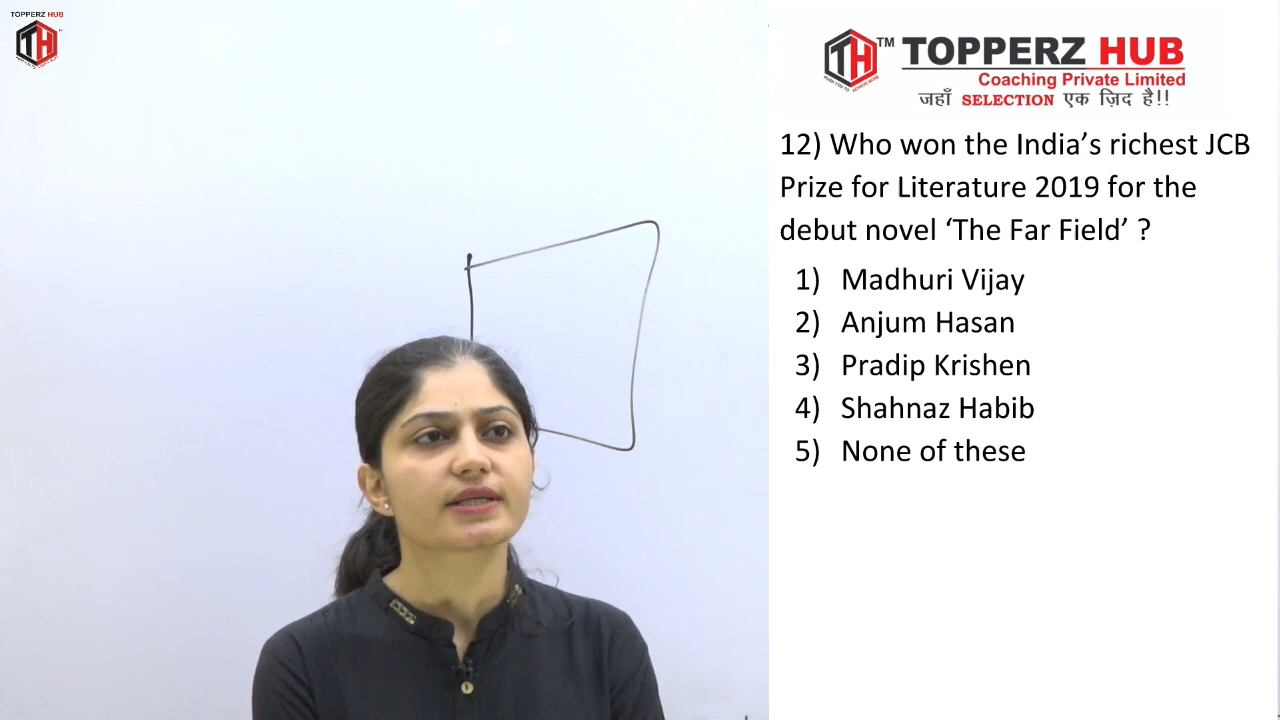 TOPPERZ HUB
TH
TH™ TOPPERZ HUB
Coaching Private Limited
जहाँ SELECTION एक ज़िद है!!
12) Who won the India’s richest JCB
Prize for Literature 2019 for the
debut novel ‘The Far Field’ ?
1) Madhuri Vijay
2) Anjum Hasan
3) Pradip Krishen
4) Shahnaz Habib
5) None of these